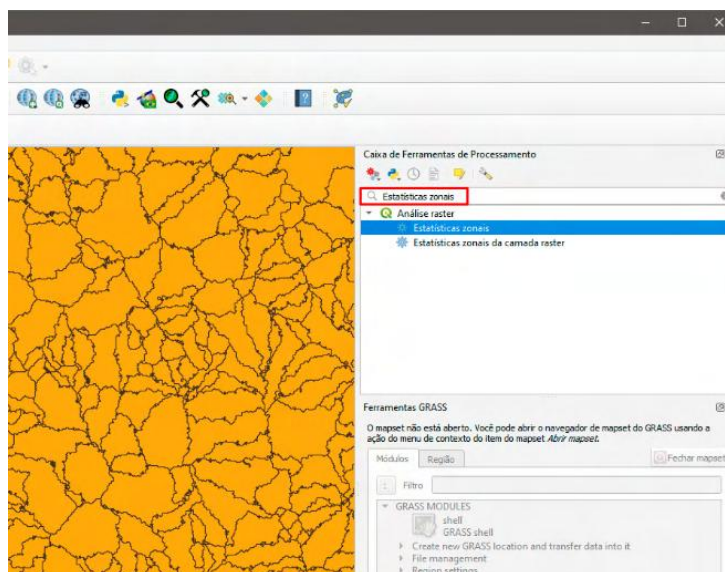 Caixa de Ferramentas de Processamento
Estatísticas zonais
Análise raster
Estatísticas zonais
Estatísticas zonais da camada raster
Ferramentas GRASS
O mapset não está aberto. Você pode abrir o navegador de mapset do GRASS usando a
ação do menu de contexto do item do mapset Abrir mapset.
Módulos Região Fechar mapset
Filtro
GRASS MODULES
shell
GRASS shell
Create new GRASS location and transfer data into it
File management
Region settings